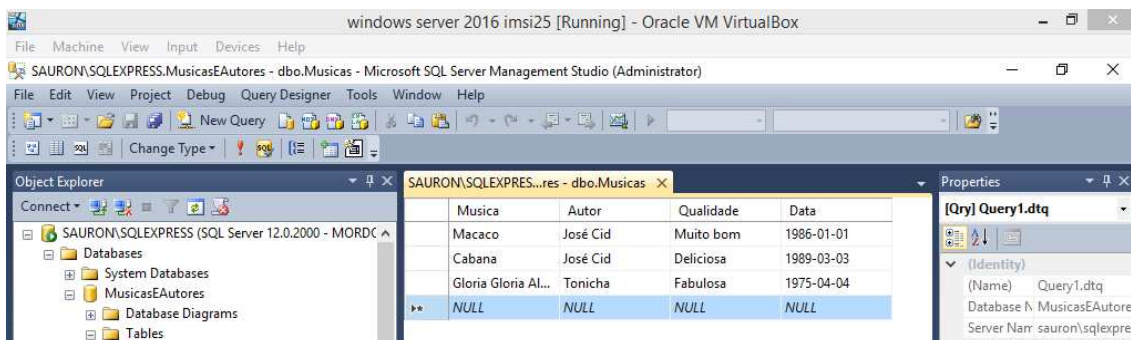 windows server 2016 imsi25 [Running] - Oracle VM VirtualBox
File Machine View Input Devices Help
SAURON\SQLEXPRESS.MusicasEAutores - dbo.Musicas - Microsoft SQL Server Management Studio (Administrator)
File Edit View Project Debug Query Designer Tools Window Help
New Query
Change Type
Object Explorer
SAURON\SQLEXPRES...res - dbo.Musicas
Properties
Connect
Musica Autor Qualidade Data
[Qry] Query1.dtq
SAURON\SQLEXPRESS (SQL Server 12.0.2000 - MORDO
Macaco José Cid Muito bom 1986-01-01
Databases
Cabana José Cid Deliciosa 1989-03-03
(Identity)
System Databases
Gloria Gloria Al... Tonicha Fabulosa 1975-04-04
(Name) Query1.dtq
MusicasEAutores
NULL NULL NULL NULL
Database N MusicasEAutore
Database Diagrams
Server Nam sauron\sqlexpre
Tables